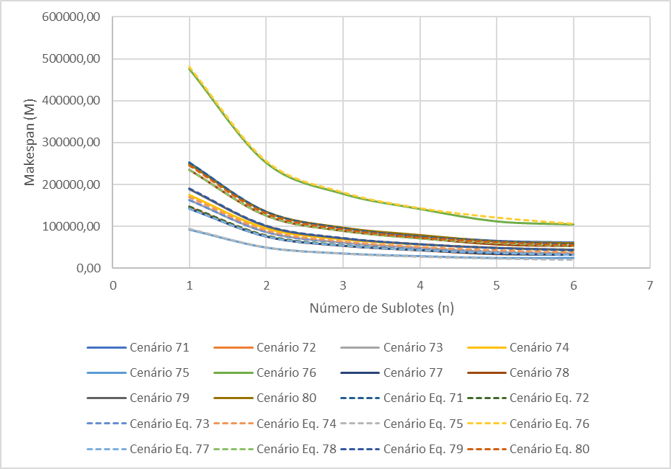 600000,00
500000,00
400000,00
300000,00
200000,00
100000,00
0,00
Makespan (M)
0 1 2 3 4 5 6 7
Número de Sublotes (n)
Cenário 71 Cenário 72 Cenário 73 Cenário 74
Cenário 75 Cenário 76 Cenário 77 Cenário 78
Cenário 79 Cenário 80 Cenário Eq. 71 Cenário Eq. 72
Cenário Eq. 73 Cenário Eq. 74 Cenário Eq. 75 Cenário Eq. 76
Cenário Eq. 77 Cenário Eq. 78 Cenário Eq. 79 Cenário Eq. 80